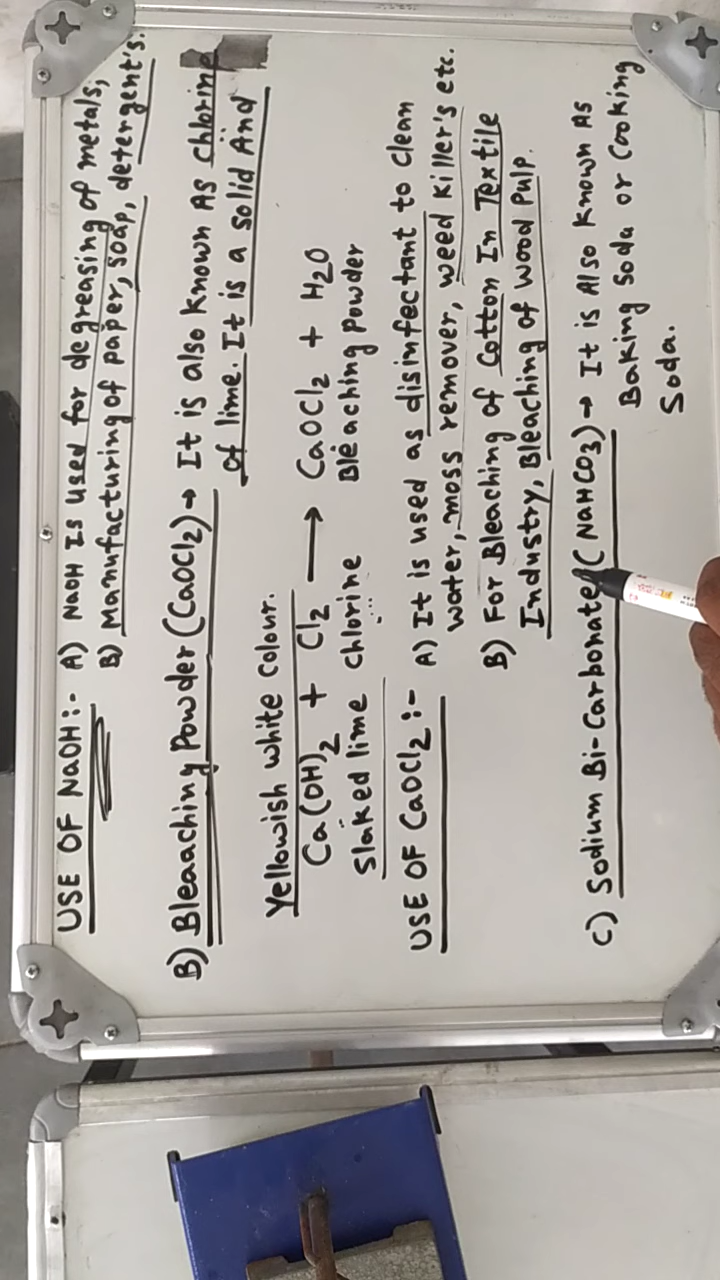 USE OF NaOH:- A) NaOH Is used for degreasing of metals,
B) Manufacturing of paper, soap, detergent's.
B) Bleaaching Powder (CaOCl2) → It is also known As chlorine
of lime. It is a solid And
Yellowish white colour.
Ca(OH)2 + Cl2 → CaOCl2 + H2O
Slaked lime chlorine Bleaching Powder
USE OF CaOCl2 :- A) It is used as disinfectant to clean
water, moss remover, weed killer's etc.
B) For Bleaching of Cotton In Textile
Industry, Bleaching of Wood Pulp.
C) Sodium Bi-Carbonate (NaHCO3) → It is Also known As
Baking Soda or Cooking
Soda.